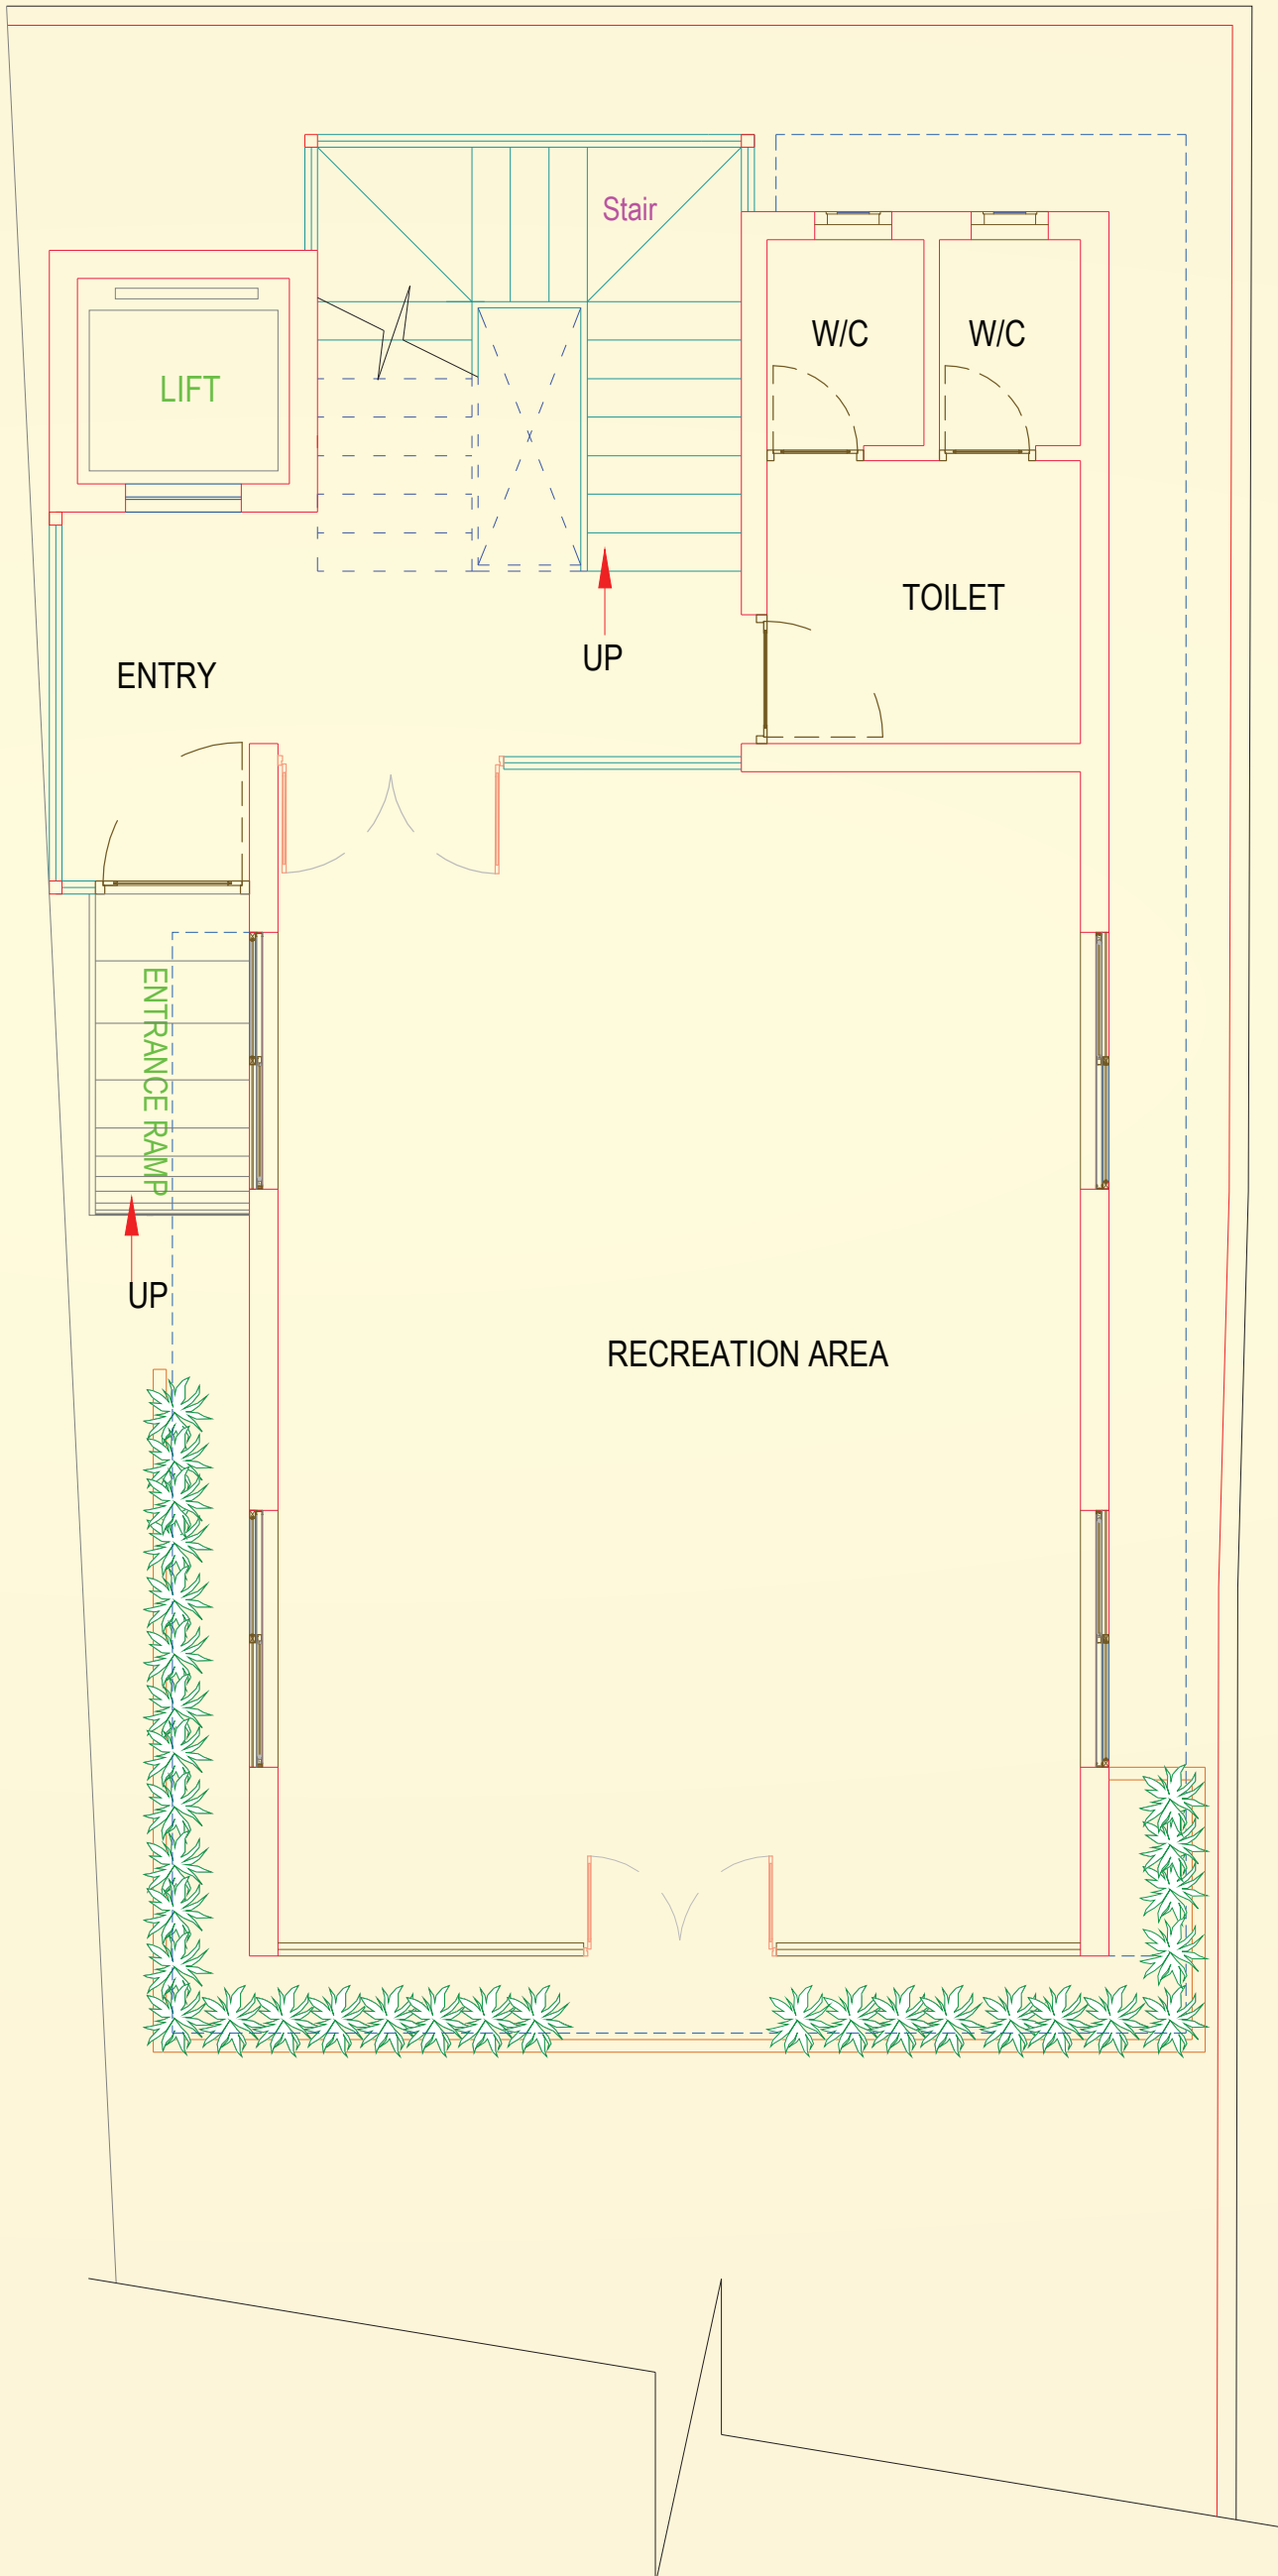 Stair
W/C
W/C
LIFT
TOILET
UP
ENTRY
ENTRANCE RAMP
UP
RECREATION AREA